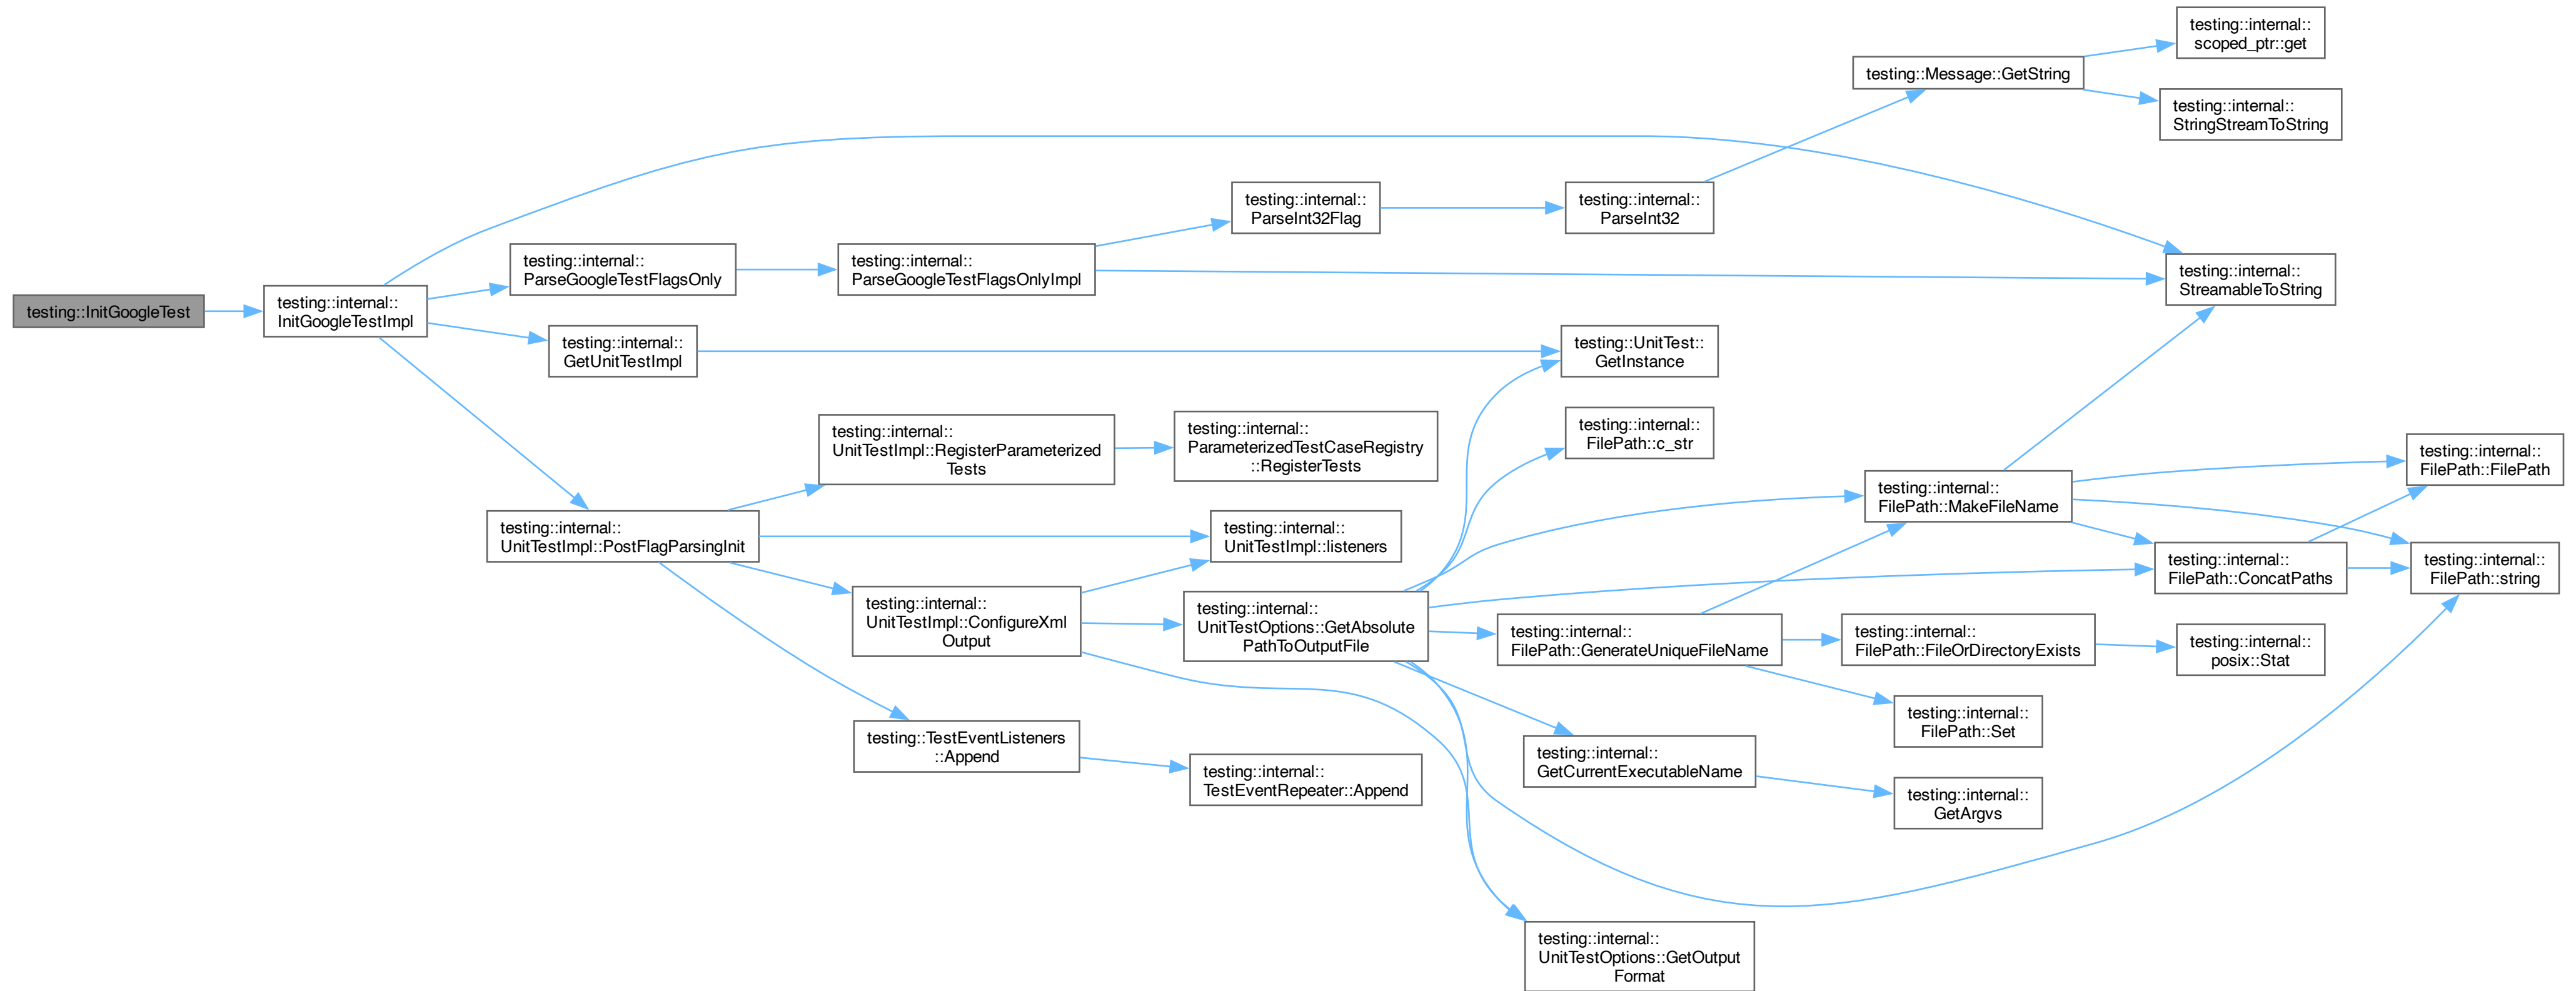 testing::InitGoogleTest
testing::internal::
InitGoogleTestImpl
testing::internal::
ParseGoogleTestFlagsOnly
testing::internal::
ParseGoogleTestFlagsOnlyImpl
testing::internal::
ParseInt32Flag
testing::internal::
ParseInt32
testing::Message::GetString
testing::internal::
scoped_ptr::get
testing::internal::
StringStreamToString
testing::internal::
StreamableToString
testing::internal::
GetUnitTestImpl
testing::UnitTest::
GetInstance
testing::internal::
UnitTestImpl::PostFlagParsingInit
testing::internal::
UnitTestImpl::RegisterParameterized
Tests
testing::internal::
ParameterizedTestCaseRegistry
::RegisterTests
testing::internal::
UnitTestImpl::listeners
testing::internal::
UnitTestImpl::ConfigureXml
Output
testing::internal::
UnitTestOptions::GetAbsolute
PathToOutputFile
testing::internal::
FilePath::c_str
testing::internal::
FilePath::MakeFileName
testing::internal::
FilePath::FilePath
testing::internal::
FilePath::ConcatPaths
testing::internal::
FilePath::string
testing::internal::
FilePath::GenerateUniqueFileName
testing::internal::
FilePath::FileOrDirectoryExists
testing::internal::
posix::Stat
testing::internal::
FilePath::Set
testing::internal::
GetCurrentExecutableName
testing::internal::
GetArgvs
testing::TestEventListeners
::Append
testing::internal::
TestEventRepeater::Append
testing::internal::
UnitTestOptions::GetOutput
Format